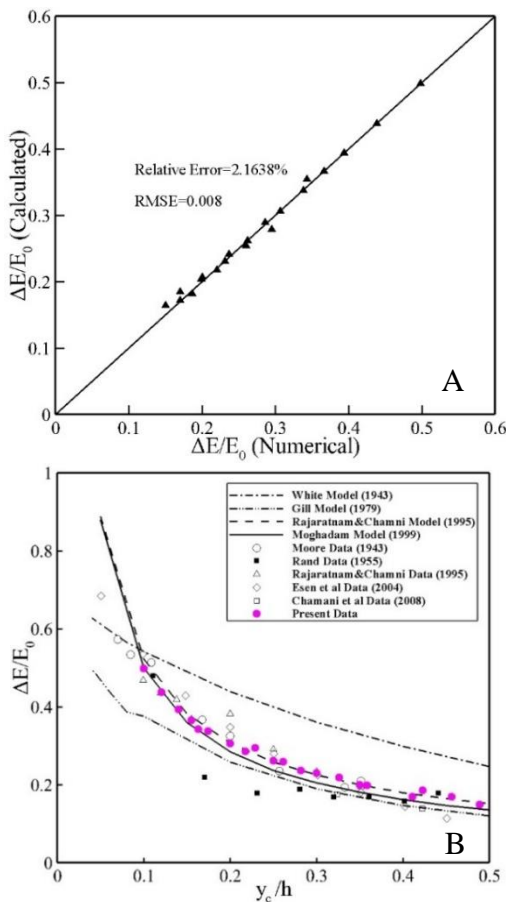 0.6
0.5
0.4
0.3
0.2
0.1
0
ΔE/E0 (Calculated)
Relative Error=2.1638%
RMSE=0.008
A
0 0.1 0.2 0.3 0.4 0.5 0.6
ΔE/E0 (Numerical)
B
1
0.8
0.6
0.4
0.2
0
ΔE/E0
White Model (1943)
Gill Model (1979)
Rajaratnam&Chamni Model (1995)
Moghadam Model (1999)
Moore Data (1943)
Rand Data (1955)
Rajaratnam&Chamni Data (1995)
Esen et al Data (2004)
Chamani et al Data (2008)
Present Data
0 0.1 0.2 0.3 0.4 0.5
yc/h